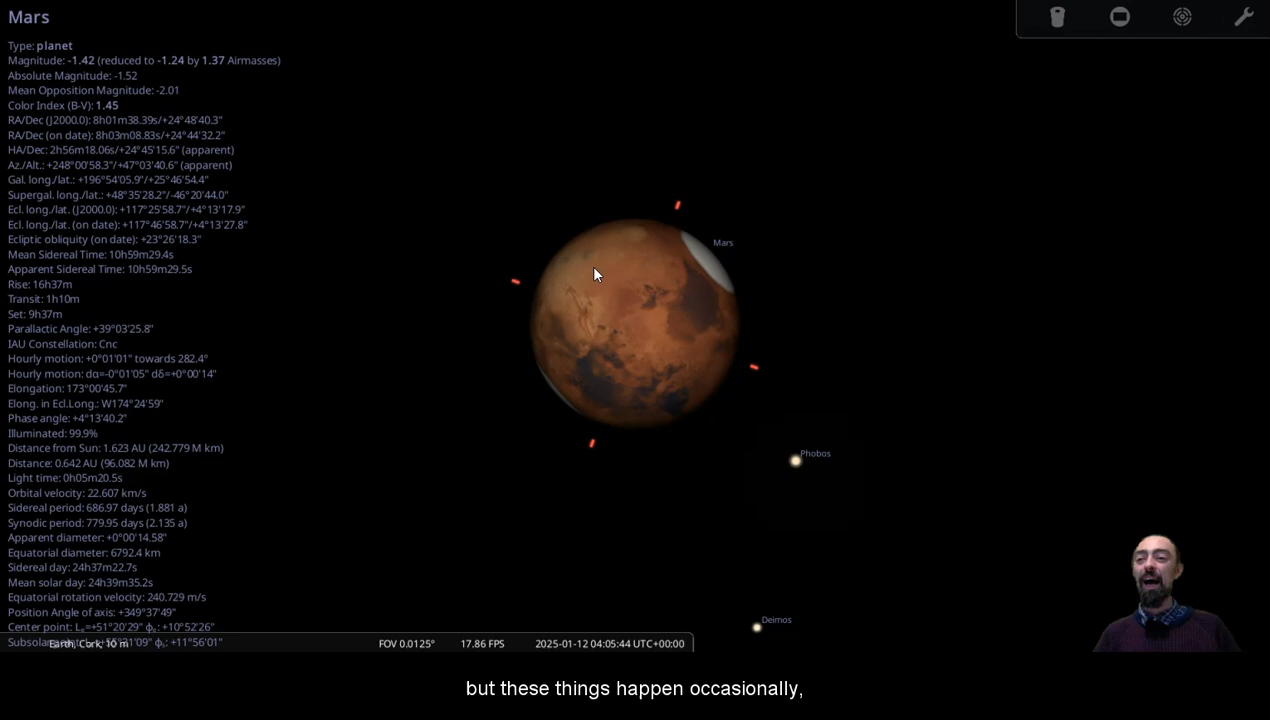 Mars
Type: planet
Magnitude: -1.42 (reduced to -1.24 by 1.37 Airmasses)
Absolute Magnitude: -1.52
Mean Opposition Magnitude: -2.01
Color Index (B-V): 1.45
RA/Dec (J2000.0): 8h01m38.39s/+24°48'40.3"
RA/Dec (on date): 8h03m08.83s/+24°44'32.2"
HA/Dec: 2h56m18.06s/+24°45'15.6" (apparent)
Az./Alt.: +248°00'58.3"/+47°03'40.6" (apparent)
Gal. long./lat.: +196°54'05.9"/+25°46'54.4"
Supergal. long./lat.: +48°35'28.2"/-46°20'44.0"
Ecl. long./lat. (J2000.0): +117°25'58.7"/+4°13'17.9"
Ecl. long./lat. (on date): +117°46'58.7"/+4°13'27.8"
Ecliptic obliquity (on date): +23°26'18.3"
Mean Sidereal Time: 10h59m29.4s
Apparent Sidereal Time: 10h59m29.5s
Rise: 16h37m
Transit: 1h10m
Set: 9h37m
Parallactic Angle: +39°03'25.8"
IAU Constellation: Cnc
Hourly motion: +0°01'01" towards 282.4°
Hourly motion: dα=-0°01'05" dδ=+0°00'14"
Elongation: 173°00'45.7"
Elong. in Ecl.Long.: W174°24'59"
Phase angle: +4°13'40.2"
Illuminated: 99.9%
Distance from Sun: 1.623 AU (242.779 M km)
Distance: 0.642 AU (96.082 M km)
Light time: 0h05m20.5s
Orbital velocity: 22.607 km/s
Sidereal period: 686.97 days (1.881 a)
Synodic period: 779.95 days (2.135 a)
Apparent diameter: +0°00'14.58"
Equatorial diameter: 6792.4 km
Sidereal day: 24h37m22.7s
Mean solar day: 24h39m35.2s
Equatorial rotation velocity: 240.729 m/s
Position Angle of axis: +349°37'49"
Center point: Lₑ=+51°20'29" φₑ: +10°52'26"
φₛ: +11°56'01"
Earth, Cork, 10 m
FOV 0.0125°
17.86 FPS
2025-01-12 04:05:44 UTC+00:00
Mars
Phobos
Deimos
but these things happen occasionally,